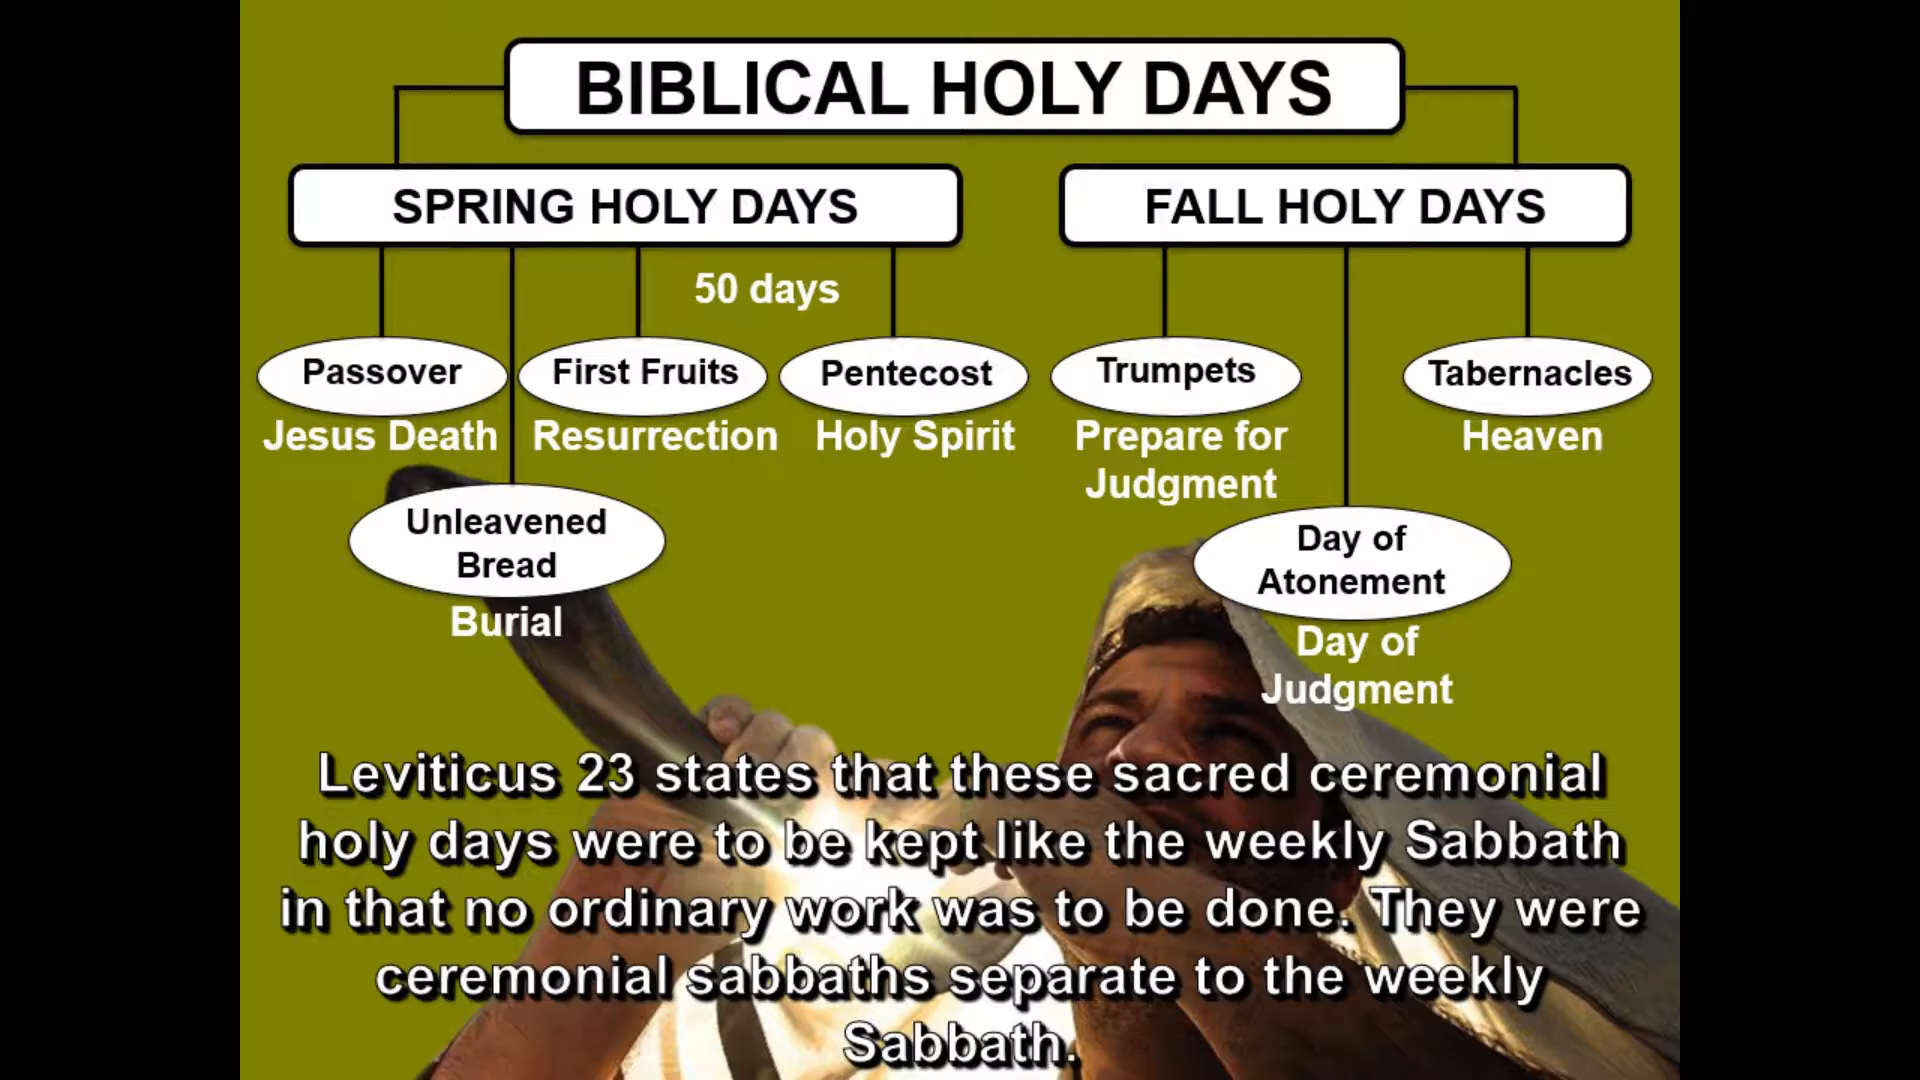 BIBLICAL HOLY DAYS
SPRING HOLY DAYS
FALL HOLY DAYS
50 days
Passover
First Fruits
Pentecost
Trumpets
Tabernacles
Jesus Death
Resurrection
Holy Spirit
Prepare for
Judgment
Heaven
Unleavened
Bread
Burial
Day of
Atonement
Day of
Judgment
Leviticus 23 states that these sacred ceremonial
holy days were to be kept like the weekly Sabbath
in that no ordinary work was to be done. They were
ceremonial sabbaths separate to the weekly
Sabbath.